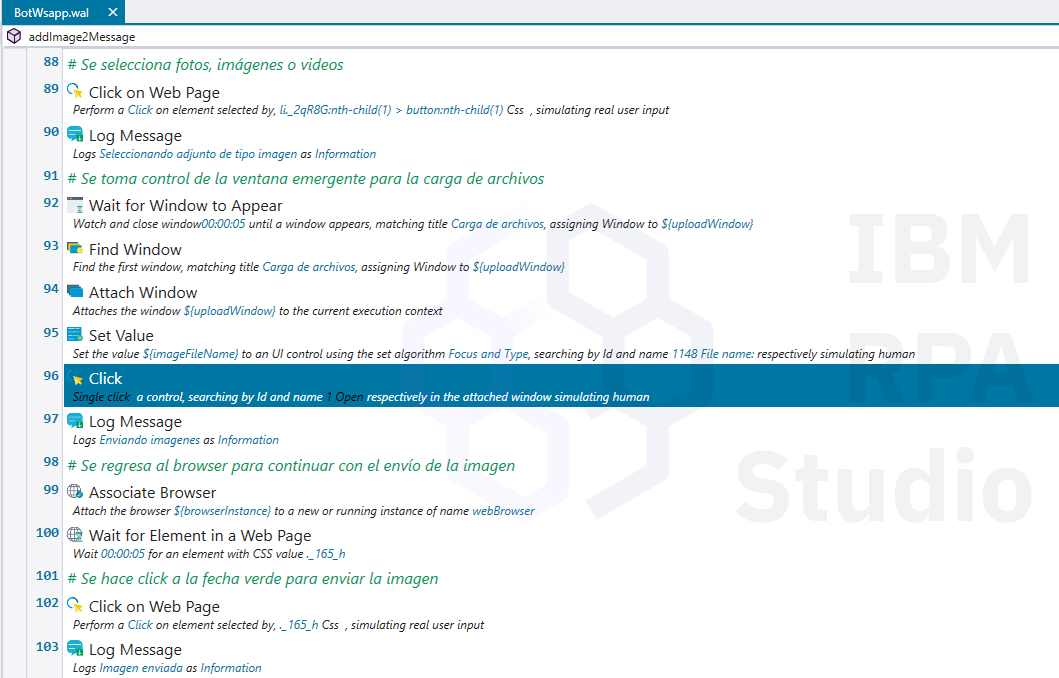 BotWsapp.wal ✕
addImage2Message
88 # Se selecciona fotos, imágenes o videos
89 Click on Web Page
Perform a Click on element selected by, li._2qR8G:nth-child(1) > button:nth-child(1) Css , simulating real user input
90 Log Message
Logs Seleccionando adjunto de tipo imagen as Information
91 # Se toma control de la ventana emergente para la carga de archivos
92 Wait for Window to Appear
Watch and close window00:00:05 until a window appears, matching title Carga de archivos, assigning Window to ${uploadWindow}
93 Find Window
Find the first window, matching title Carga de archivos, assigning Window to ${uploadWindow}
94 Attach Window
Attaches the window ${uploadWindow} to the current execution context
95 Set Value
Set the value ${imageFileName} to an UI control using the set algorithm Focus and Type, searching by Id and name 1148 File name: respectively simulating human
96 Click
Single click a control, searching by Id and name 1 Open respectively in the attached window simulating human
97 Log Message
Logs Enviando imagenes as Information
98 # Se regresa al browser para continuar con el envío de la imagen
99 Associate Browser
Attach the browser ${browserInstance} to a new or running instance of name webBrowser
100 Wait for Element in a Web Page
Wait 00:00:05 for an element with CSS value ._165_h
101 # Se hace click a la fecha verde para enviar la imagen
102 Click on Web Page
Perform a Click on element selected by, ._165_h Css , simulating real user input
103 Log Message
Logs Imagen enviada as Information
IBM
RPA
Studio